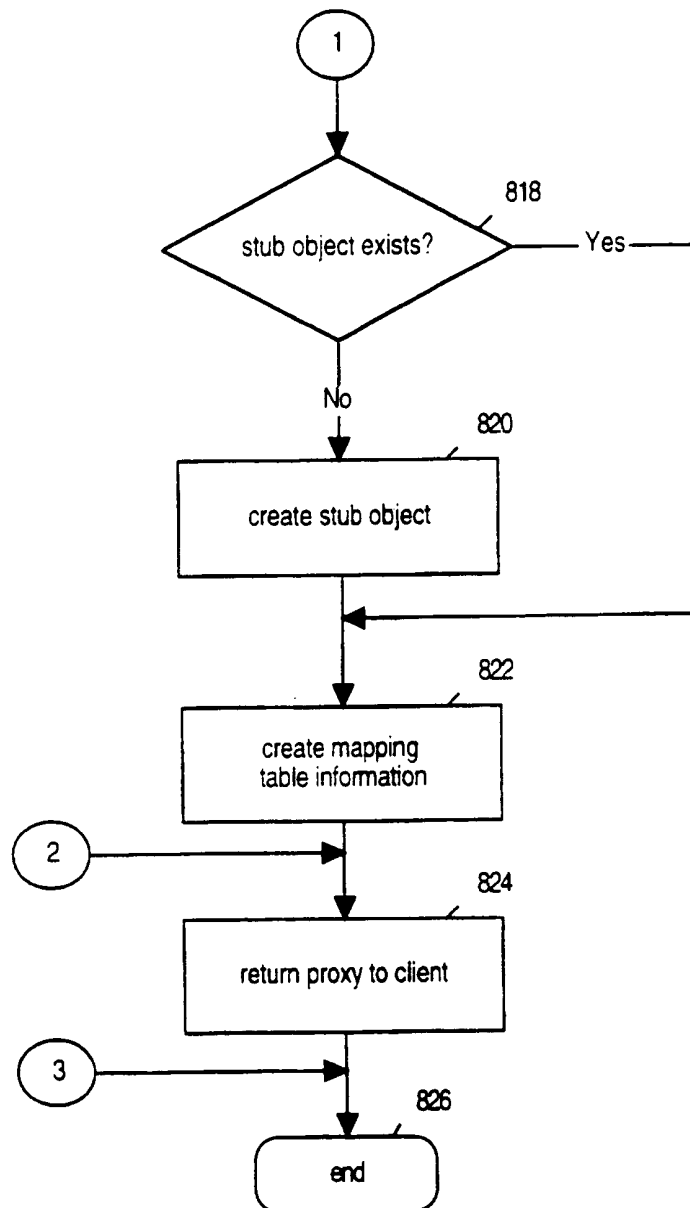 1
818
stub object exists?
Yes
No
820
create stub object
822
create mapping
table information
2
824
return proxy to client
3
826
end